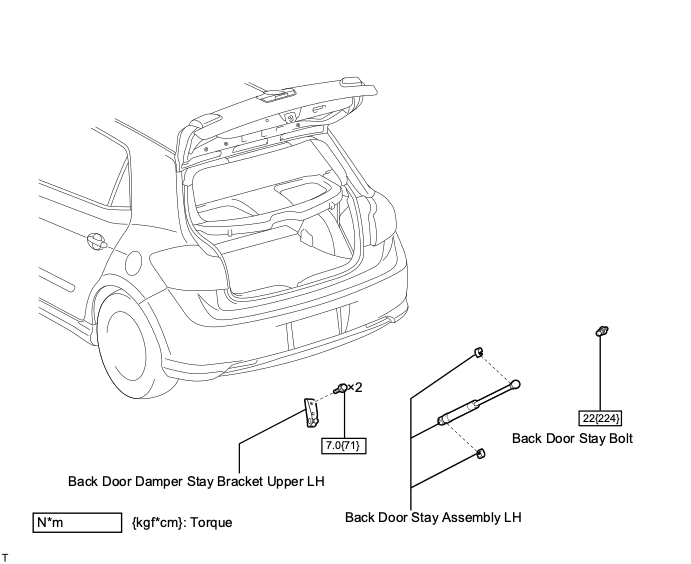 ×2
22{224}
Back Door Stay Bolt
7.0{71}
Back Door Damper Stay Bracket Upper LH
Back Door Stay Assembly LH
N*m {kgf*cm}: Torque
T